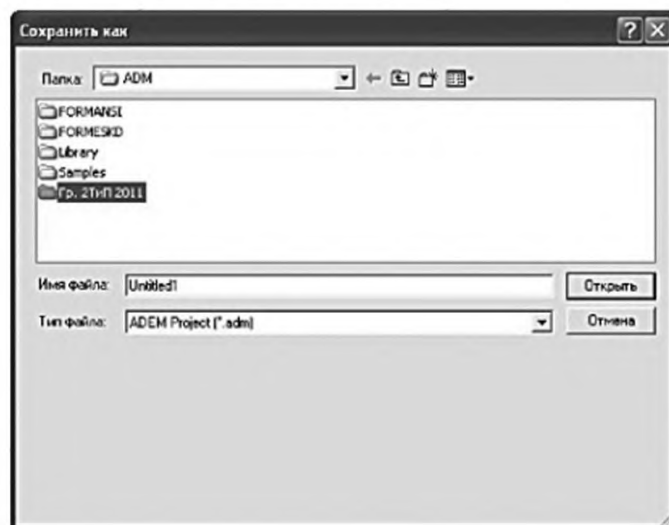 Сохранить как
Папка: ADM
FORMANSI
FORMESKD
Library
Samples
Гр. 2ТиП 2011
Имя файла: Untitled1 Открыть
Тип файла: ADEM Project (*.adm) Отмена